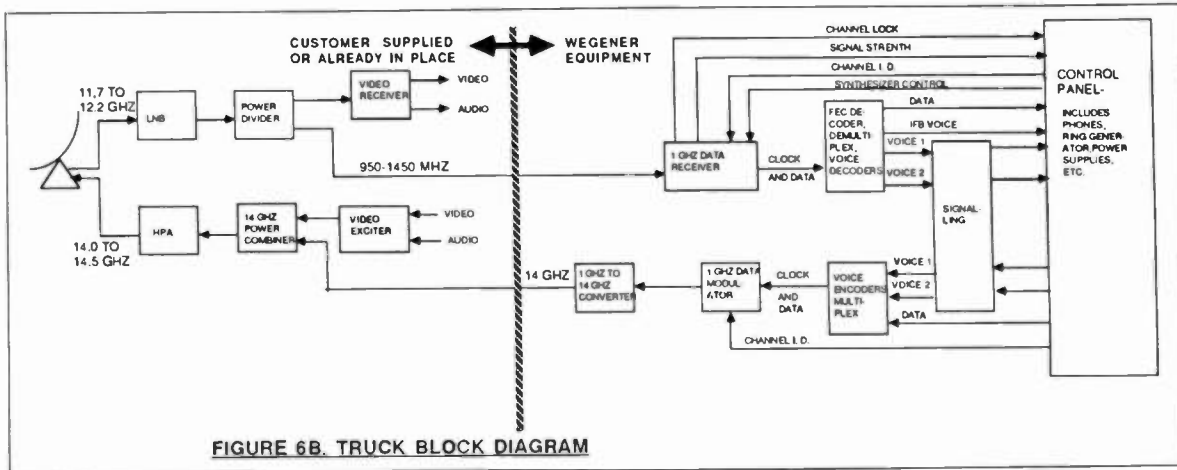 CUSTOMER SUPPLIED
OR ALREADY IN PLACE
WEGENER
EQUIPMENT
11.7 TO
12.2 GHZ
LNB
POWER
DIVIDER
VIDEO
RECEIVER
VIDEO
AUDIO
950-1450 MHZ
14.0 TO
14.5 GHZ
HPA
14 GHZ
POWER
COMBINER
VIDEO
EXCITER
VIDEO
AUDIO
14 GHZ
1 GHZ TO
14 GHZ
CONVERTER
CHANNEL LOCK
SIGNAL STRENTH
CHANNEL I. D.
SYNTHESIZER CONTROL
1 GHZ DATA
RECEIVER
CLOCK
AND DATA
FEC DE-
CODER,
DEMULTI-
PLEX,
VOICE
DECODERS
DATA
IFB VOICE
VOICE 1
VOICE 2
SIGNAL-
LING
1 GHZ DATA
MODUL
ATOR
CLOCK
AND
DATA
VOICE
ENCODERS
MULTI-
PLEX
VOICE 1
VOICE 2
DATA
CHANNEL I. D.
CONTROL
PANEL-
INCLUDES
PHONES,
RING GENER-
ATOR,POWER
SUPPLIES,
ETC.
FIGURE 6B. TRUCK BLOCK DIAGRAM